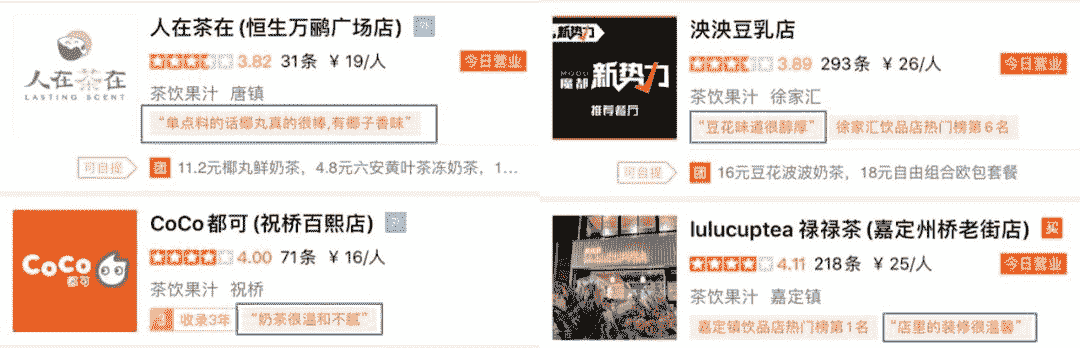 人在茶在 (恒生万鹂广场店)
人在茶在
LASTING SCENT
3.82 31条 ¥19/人 今日营业
茶饮果汁 唐镇
“单点料的话椰丸真的很棒,有椰子香味”
可自提 团 11.2元椰丸鲜奶茶，4.8元六安黄叶茶冻奶茶，1...
CoCo都可 (祝桥百熙店)
CoCo
都可
4.00 71条 ¥16/人
茶饮果汁 祝桥
收录3年 “奶茶很温和不腻”
泱泱豆乳店
新势力
魔都 新势力
推荐餐厅
3.89 293条 ¥26/人 今日营业
茶饮果汁 徐家汇
“豆花味道很醇厚” 徐家汇饮品店热门榜第6名
可自提 团 16元豆花波波奶茶，18元自由组合欧包套餐
lulucuptea 禄禄茶 (嘉定州桥老街店) 买
4.11 218条 ¥25/人 今日营业
茶饮果汁 嘉定镇
嘉定镇饮品店热门榜第1名 “店里的装修很温馨”